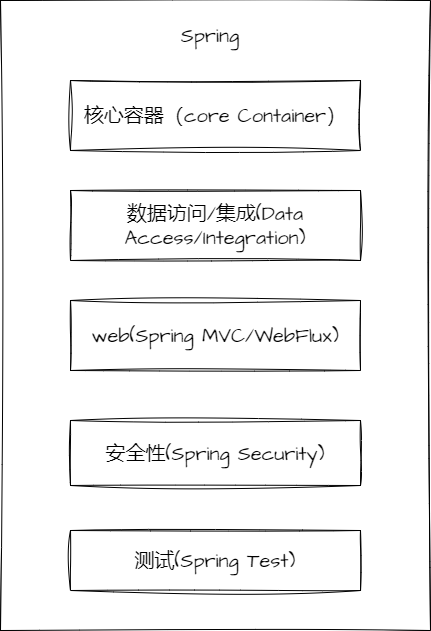 Spring
核心容器（core Container）
数据访问/集成(Data
Access/Integration)
web(Spring MVC/WebFlux)
安全性(Spring Security)
测试(Spring Test)